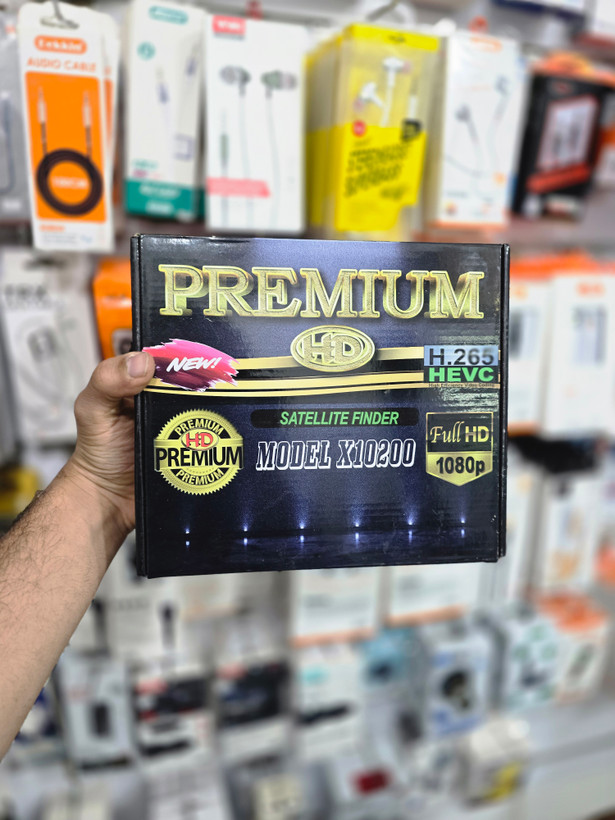 AUDIO CABLE
PREMIUM
HD
NEW!
H.265
HEVC
SATELLITE FINDER
MODEL X10200
PREMIUM
HD
PREMIUM
PREMIUM
Full HD
1080p